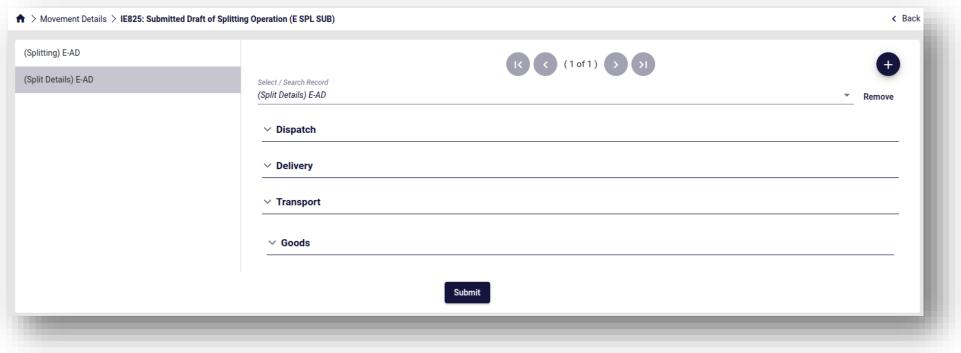 > Movement Details > IE825: Submitted Draft of Splitting Operation (E SPL SUB)
< Back
(Splitting) E-AD
(Split Details) E-AD
( 1 of 1 )
+
Select / Search Record
(Split Details) E-AD
Remove
Dispatch
Delivery
Transport
Goods
Submit